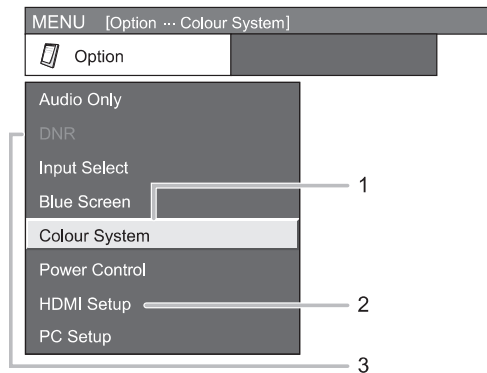 MENU [Option ··· Colour System]
Option
Audio Only
DNR
Input Select
Blue Screen
Colour System
Power Control
HDMI Setup
PC Setup
1
2
3